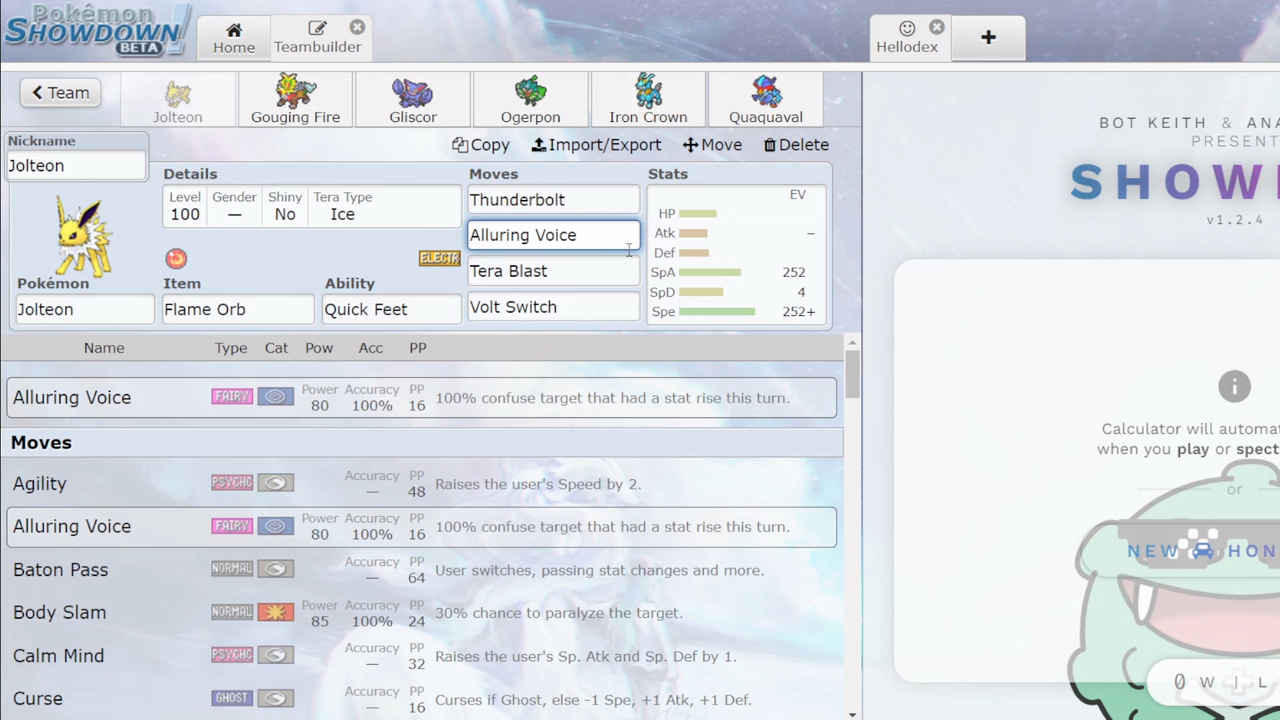 Pokémon
SHOWDOWN!
BETA
Home
Teambuilder
Hellodex
Team
Jolteon
Gouging Fire
Gliscor
Ogerpon
Iron Crown
Quaquaval
Copy
Import/Export
Move
Delete
Nickname
Jolteon
Details
Level
100
Gender
—
Shiny
No
Tera Type
Ice
ELECTR
Pokémon
Jolteon
Item
Flame Orb
Ability
Quick Feet
Moves
Thunderbolt
Alluring Voice
Tera Blast
Volt Switch
Stats
EV
HP
Atk –
Def
SpA 252
SpD 4
Spe 252+
Name Type Cat Pow Acc PP
Alluring Voice FAIRY Power 80 Accuracy 100% PP 16 100% confuse target that had a stat rise this turn.
Moves
Agility PSYCHC Accuracy — PP 48 Raises the user's Speed by 2.
Alluring Voice FAIRY Power 80 Accuracy 100% PP 16 100% confuse target that had a stat rise this turn.
Baton Pass NORMAL Accuracy — PP 64 User switches, passing stat changes and more.
Body Slam NORMAL Power 85 Accuracy 100% PP 24 30% chance to paralyze the target.
Calm Mind PSYCHC Accuracy — PP 32 Raises the user's Sp. Atk and Sp. Def by 1.
Curse GHOST Accuracy — PP 16 Curses if Ghost, else -1 Spe, +1 Atk, +1 Def.
BOT KEITH & ANA
PRESENT
SHOW
v1.2.4
Calculator will automa
when you play or spect
or
NEW HON
0 W | L